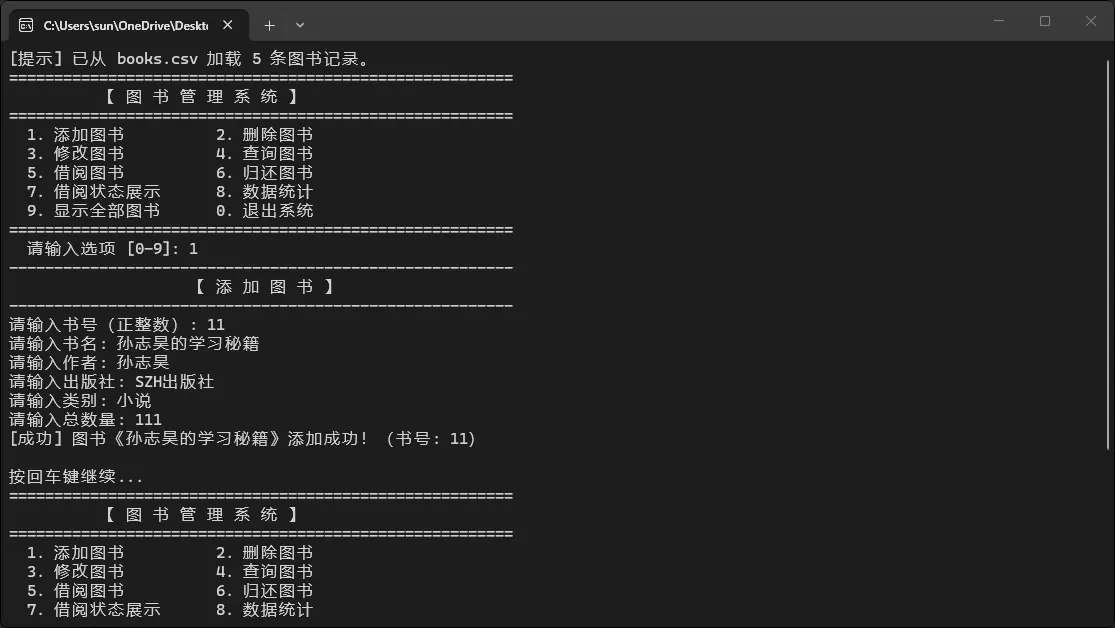 C:\Users\sun\OneDrive\Deskt
[提示] 已从 books.csv 加载 5 条图书记录。
========================================================
【 图 书 管 理 系 统 】
========================================================
1. 添加图书 2. 删除图书
3. 修改图书 4. 查询图书
5. 借阅图书 6. 归还图书
7. 借阅状态展示 8. 数据统计
9. 显示全部图书 0. 退出系统
========================================================
请输入选项 [0-9]: 1
--------------------------------------------------------
【 添 加 图 书 】
--------------------------------------------------------
请输入书号 (正整数) : 11
请输入书名: 孙志昊的学习秘籍
请输入作者: 孙志昊
请输入出版社: SZH出版社
请输入类别: 小说
请输入总数量: 111
[成功] 图书《孙志昊的学习秘籍》添加成功! (书号: 11)
按回车键继续...
========================================================
【 图 书 管 理 系 统 】
========================================================
1. 添加图书 2. 删除图书
3. 修改图书 4. 查询图书
5. 借阅图书 6. 归还图书
7. 借阅状态展示 8. 数据统计